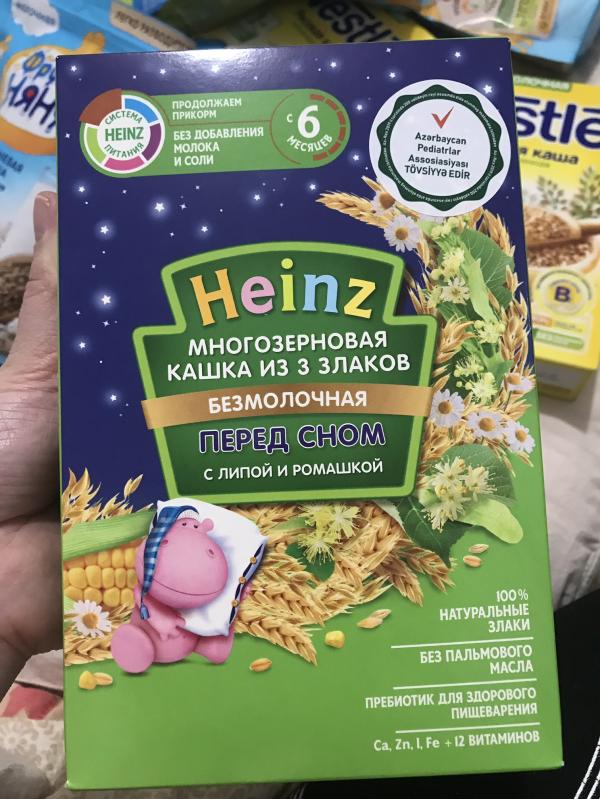 СИСТЕМА
HEINZ
ПИТАНИЯ
ПРОДОЛЖАЕМ
ПРИКОРМ
БЕЗ ДОБАВЛЕНИЯ
МОЛОКА
И СОЛИ
С 6
МЕСЯЦЕВ
Azərbaycan
Pediatrlar
Assosiasiyası
TÖVSİYYƏ EDİR
Heinz
МНОГОЗЕРНОВАЯ
КАШКА ИЗ 3 ЗЛАКОВ
БЕЗМОЛОЧНАЯ
ПЕРЕД СНОМ
С ЛИПОЙ И РОМАШКОЙ
100%
НАТУРАЛЬНЫЕ
ЗЛАКИ
БЕЗ ПАЛЬМОВОГО
МАСЛА
ПРЕБИОТИК ДЛЯ ЗДОРОВОГО
ПИЩЕВАРЕНИЯ
Ca, Zn, I, Fe + 12 ВИТАМИНОВ
stle
я каша
B